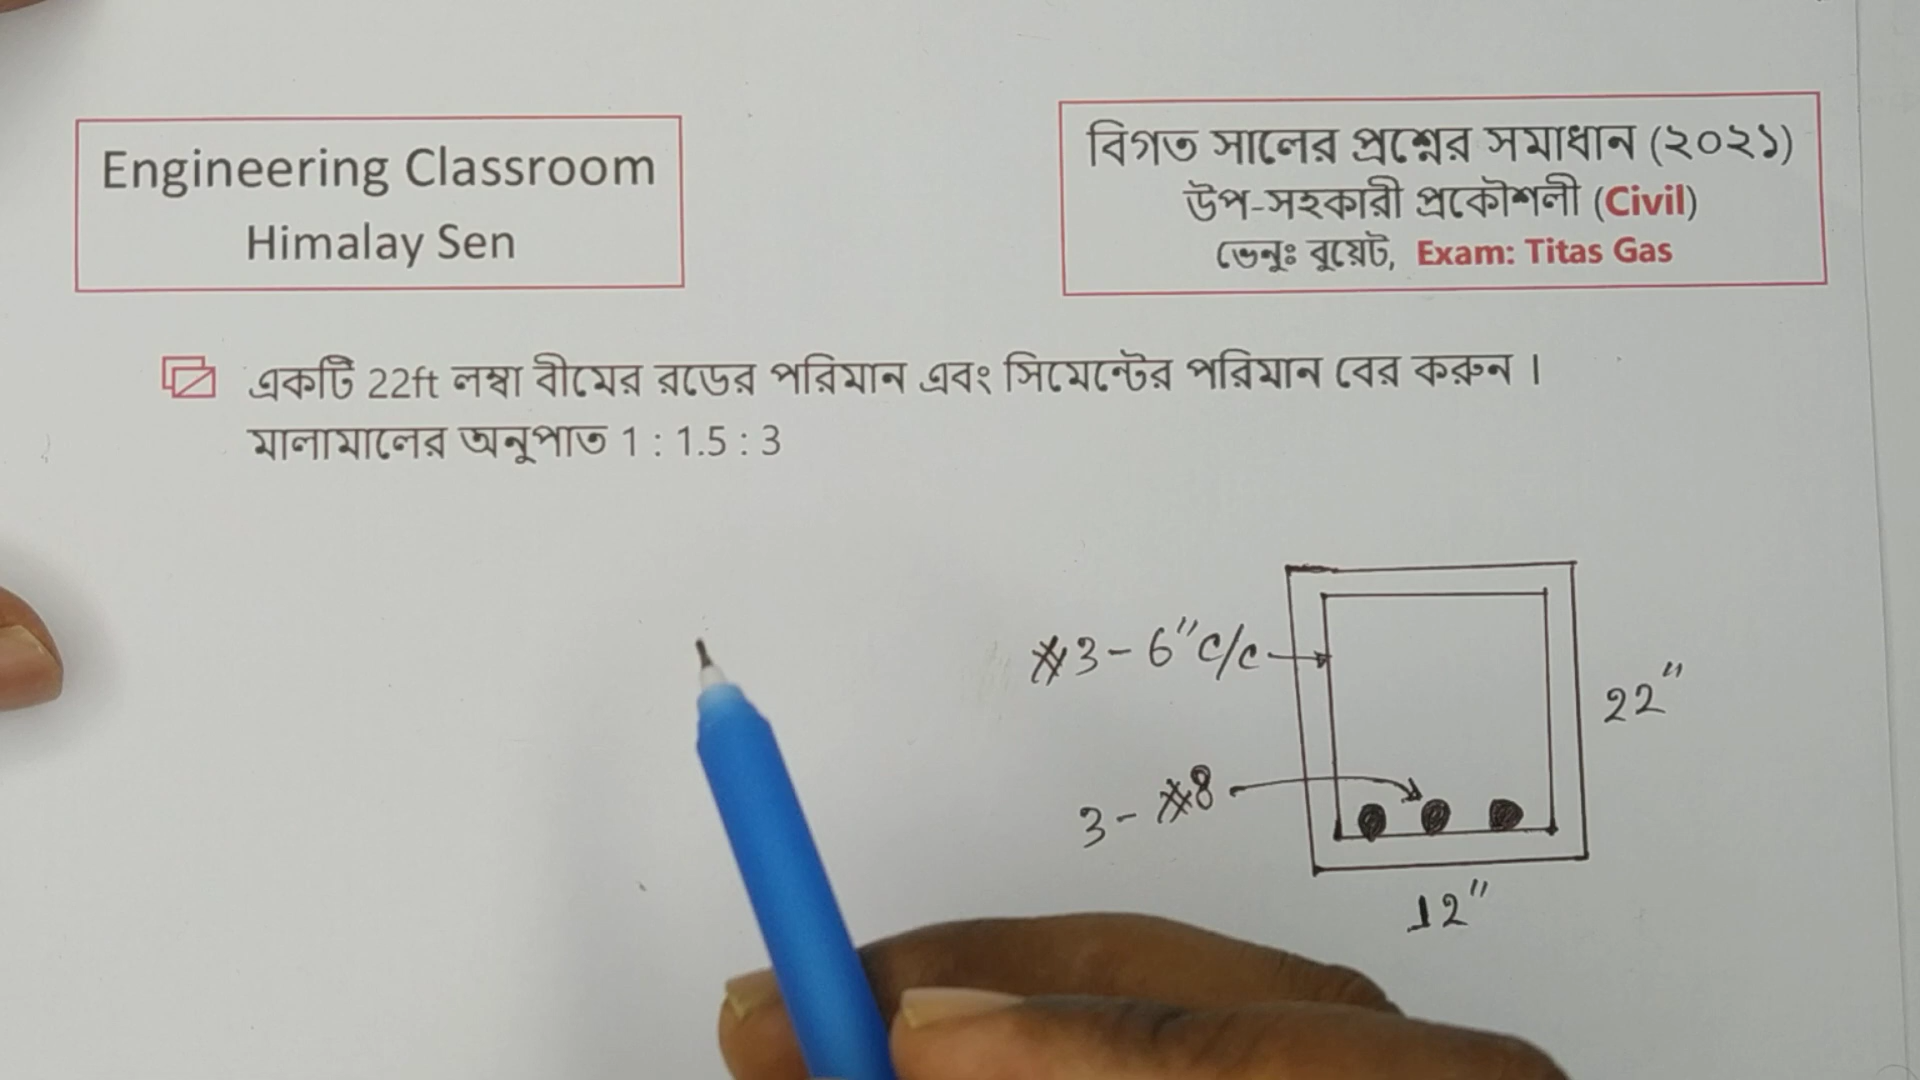 Engineering Classroom
Himalay Sen
বিগত সালের প্রশ্নের সমাধান (২০২১)
উপ-সহকারী প্রকৌশলী (Civil)
ভেনুঃ বুয়েট, Exam: Titas Gas
একটি 22ft লম্বা বীমের রডের পরিমান এবং সিমেন্টের পরিমান বের করুন।
মালামালের অনুপাত 1 : 1.5 : 3
#3 - 6" c/c
22"
3 - #8
12"